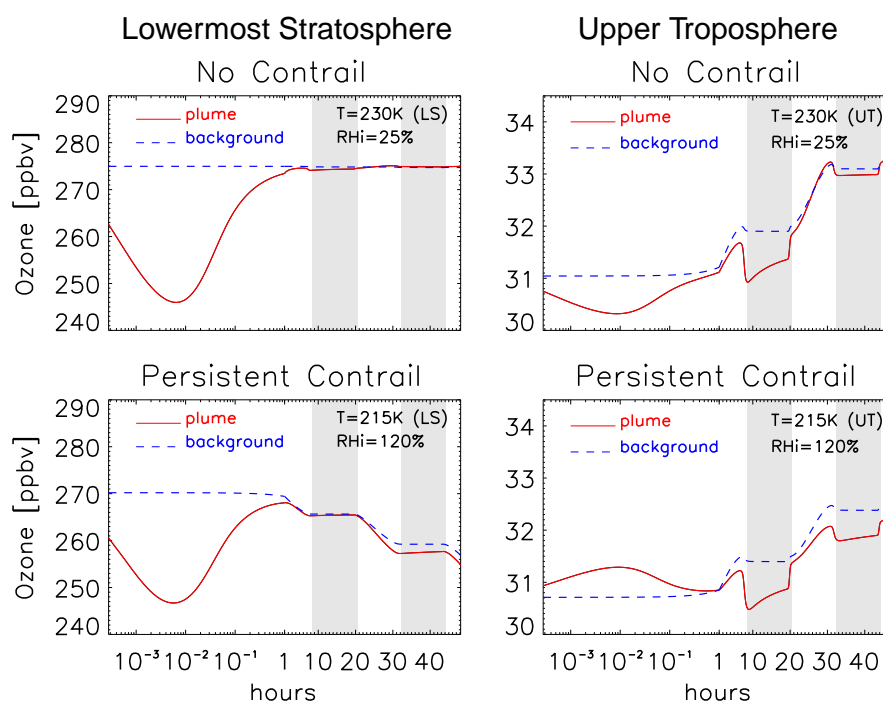 Lowermost Stratosphere
Upper Troposphere
No Contrail
No Contrail
290
280
270
260
250
240
Ozone [ppbv]
plume
background
T=230K (LS)
RHi=25%
34
33
32
31
30
plume
background
T=230K (UT)
RHi=25%
Persistent Contrail
Persistent Contrail
290
280
270
260
250
240
Ozone [ppbv]
plume
background
T=215K (LS)
RHi=120%
34
33
32
31
30
plume
background
T=215K (UT)
RHi=120%
10⁻³ 10⁻² 10⁻¹ 1 10 20 30 40
hours
10⁻³ 10⁻² 10⁻¹ 1 10 20 30 40
hours